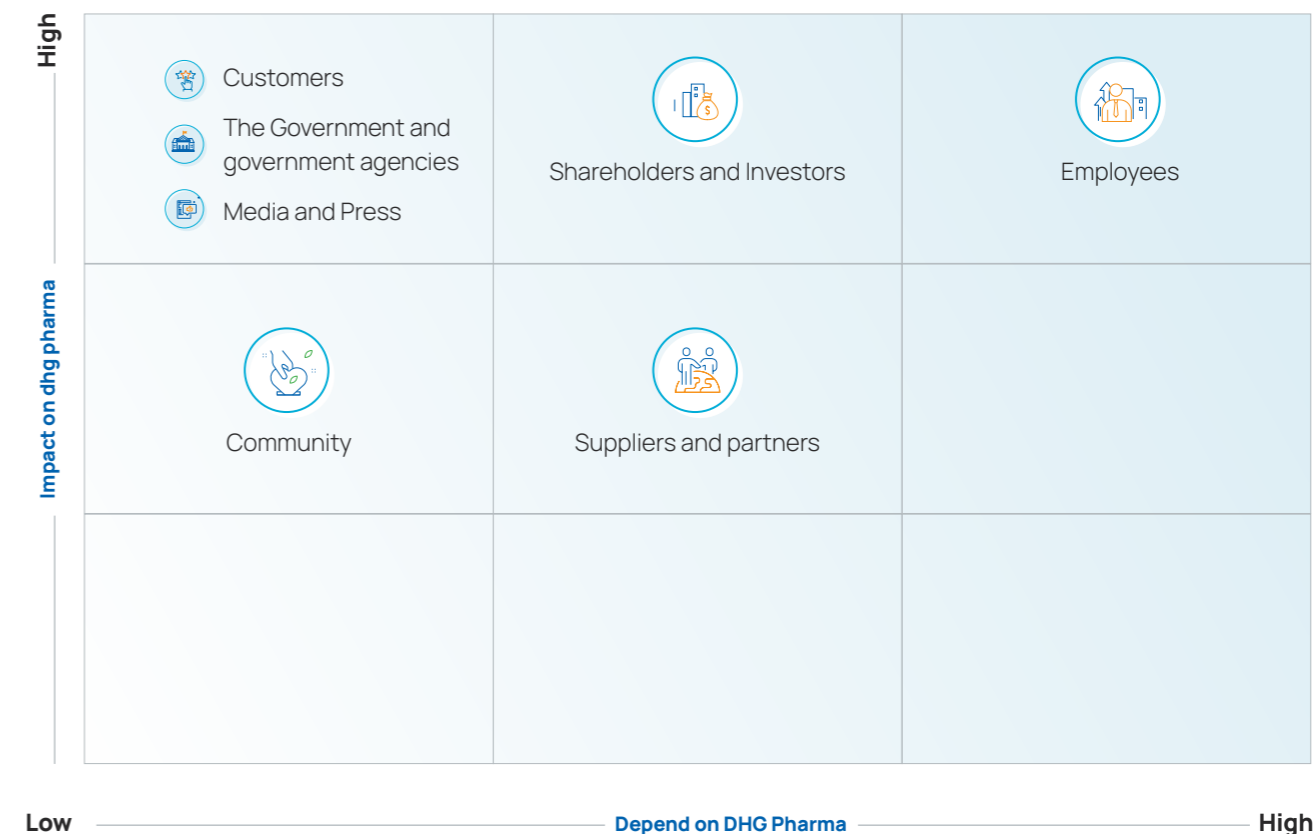 High
Customers
The Government and
government agencies
Media and Press
Shareholders and Investors
Employees
Impact on dhg pharma
Community
Suppliers and partners
Low
Depend on DHG Pharma
High